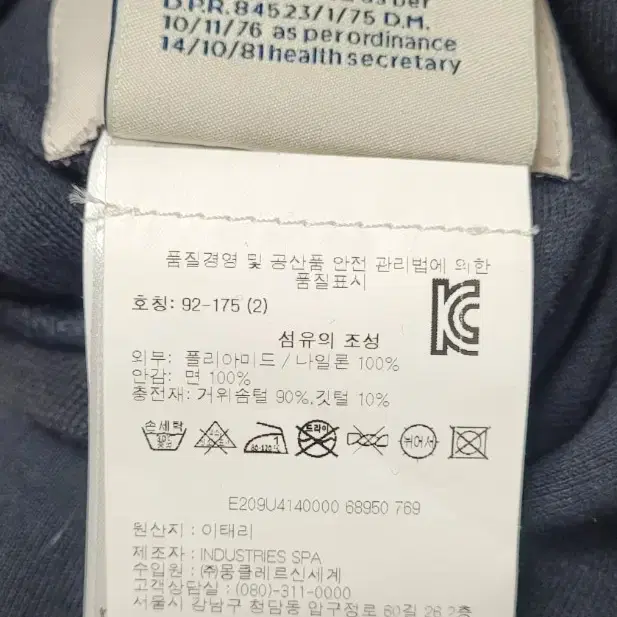 D.P.R. 84523/1/75 D.M.
10/11/76 as perordinance
14/10/81 health secretary
품질경영 및 공산품 안전 관리법에 의한
품질표시
호칭: 92-175 (2)
섬유의 조성
외부: 폴리아미드 / 나일론 100%
안감: 면 100%
충전재: 거위솜털 90%, 깃털 10%
손세탁
드라이
뉘어서
E209U4140000 68950 769
원산지 : 이태리
제조자 : INDUSTRIES SPA
수입원 : ㈜몽클레르신세계
고객상담실 : (080)-311-0000
서울시 강남구 청담동 압구정로 60길 26 2층